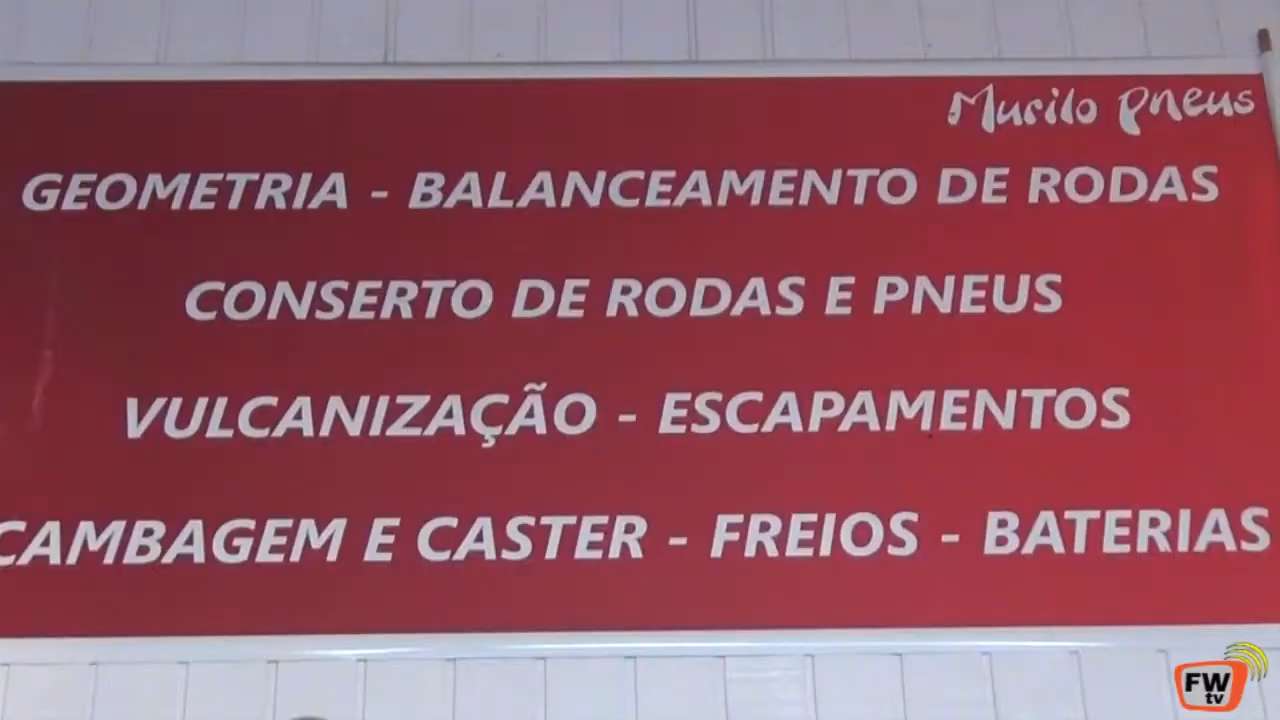 Murilo Pneus
GEOMETRIA - BALANCEAMENTO DE RODAS
CONSERTO DE RODAS E PNEUS
VULCANIZAÇÃO - ESCAPAMENTOS
CAMBAGEM E CASTER - FREIOS - BATERIAS
FW
tv